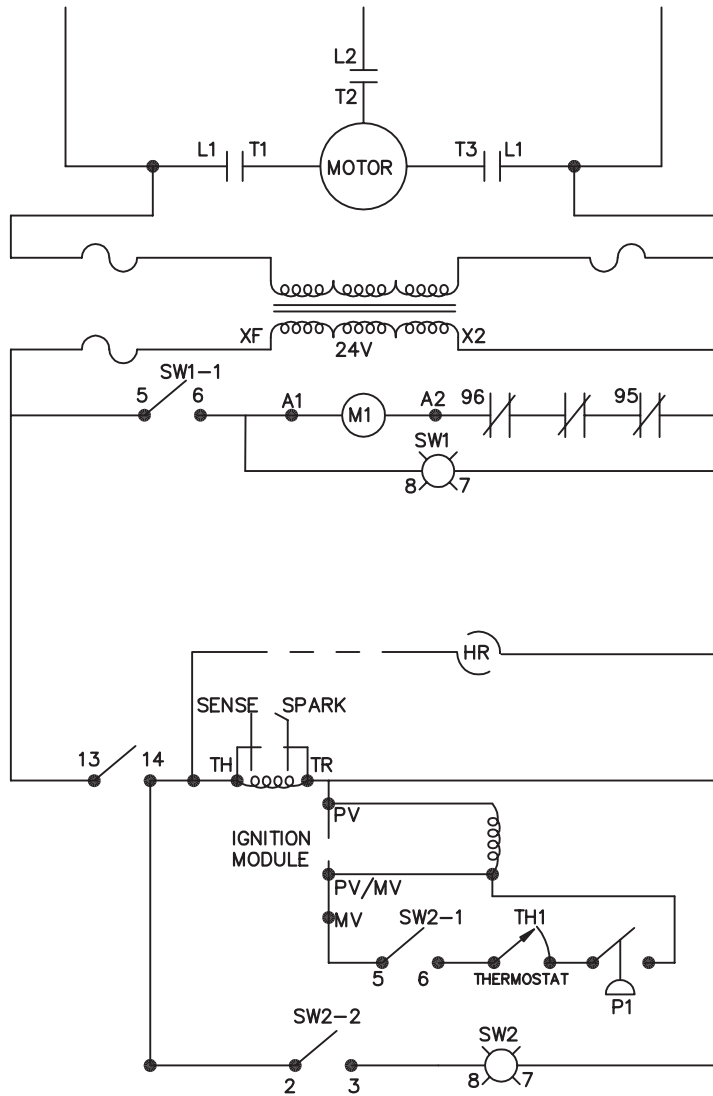 L2
T2
L1 T1 MOTOR T3 L1
XF 24V X2
SW1-1
5 6 A1 M1 A2 96 95
SW1
8 7
HR
SENSE SPARK
13 14 TH TR
PV
IGNITION
MODULE
PV/MV
MV SW2-1 TH1
5 6 THERMOSTAT
P1
SW2-2 SW2
2 3 8 7